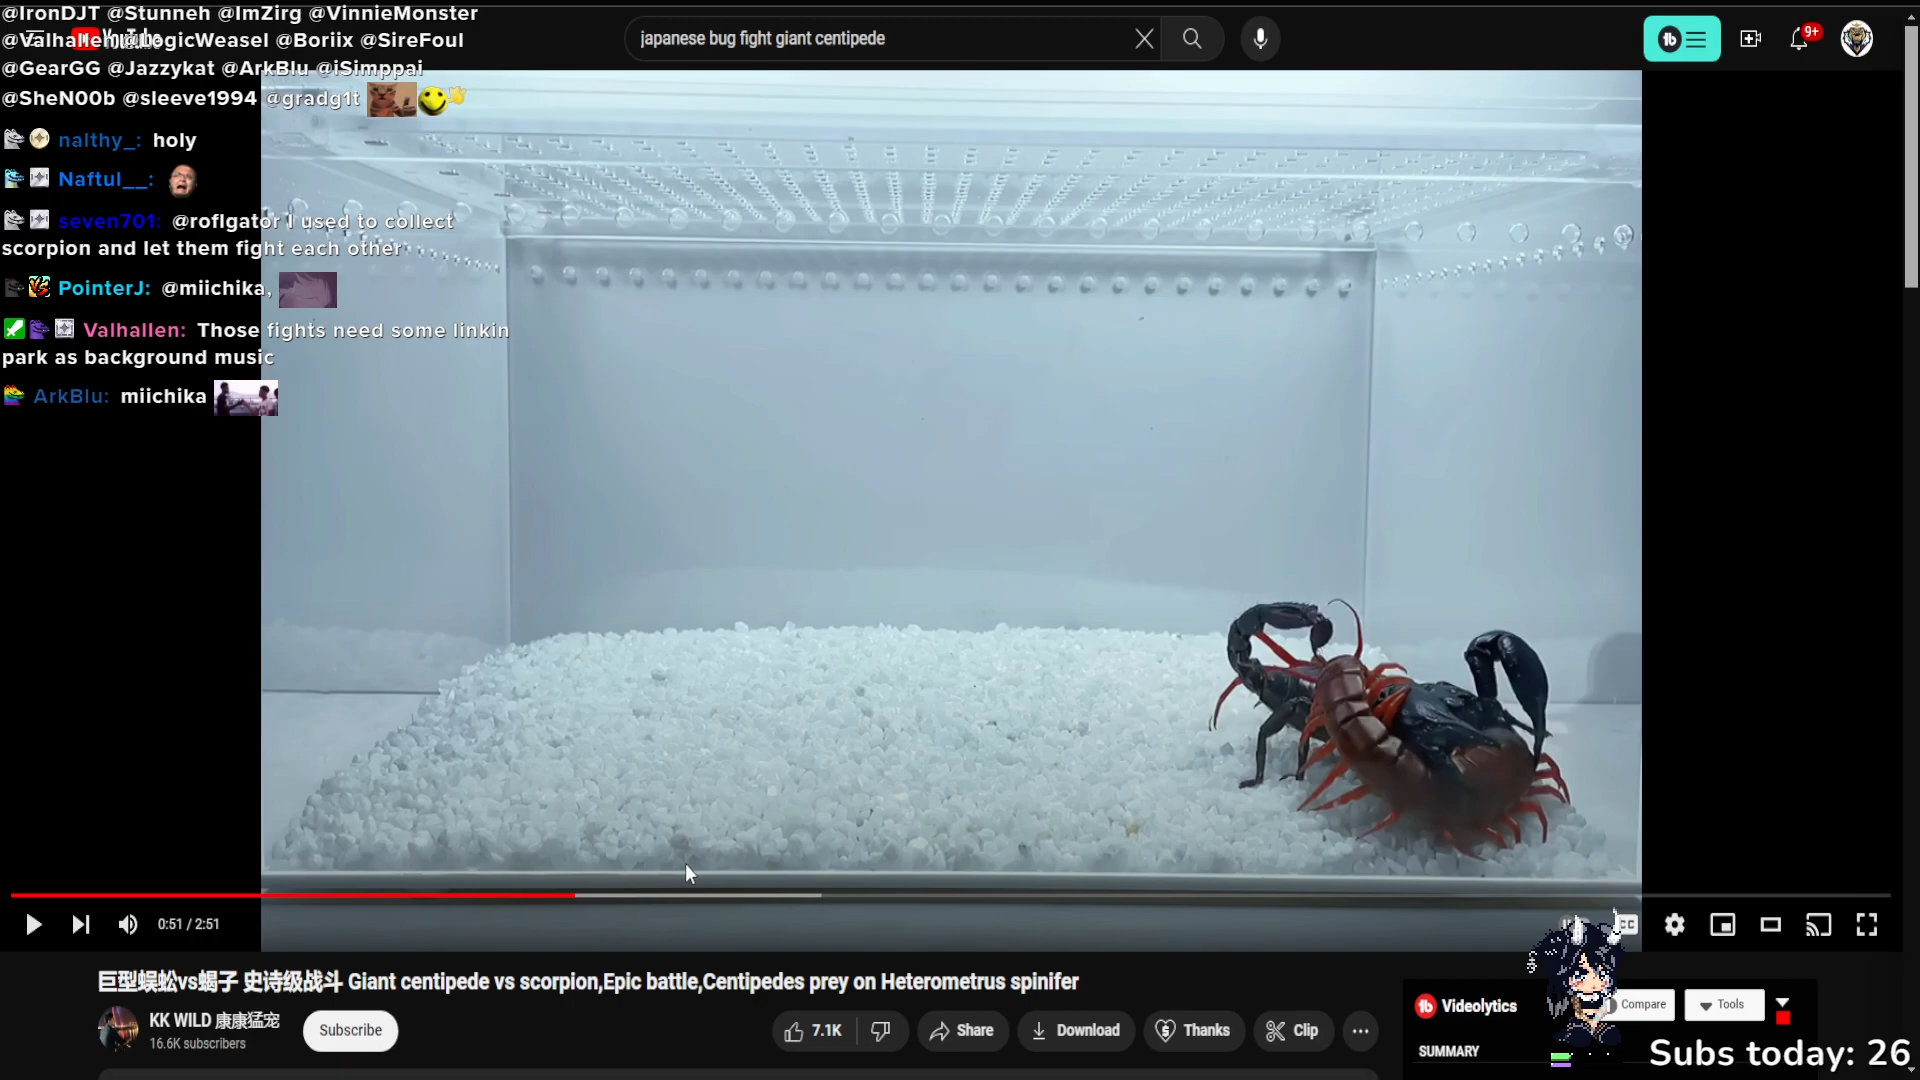 @IronDJT @Stunneh @ImZirg @VinnieMonster
@Valhallen @LogicWeasel @Boriix @SireFoul
@GearGG @Jazzykat @ArkBlu @iSimppai
@SheN00b @sleeve1994 @gradg1t
nalthy_: holy
Naftul__:
seven701: @roflgator I used to collect
scorpion and let them fight each other
PointerJ: @miichika,
Valhallen: Those fights need some linkin
park as background music
ArkBlu: miichika
YouTube
japanese bug fight giant centipede
9+
0:51 / 2:51
CC
巨型蜈蚣vs蝎子 史诗级战斗 Giant centipede vs scorpion,Epic battle,Centipedes prey on Heterometrus spinifer
KK WILD 康康猛宠
16.6K subscribers
Subscribe
7.1K
Share
Download
Thanks
Clip
Videolytics
Compare
Tools
SUMMARY
Subs today: 26